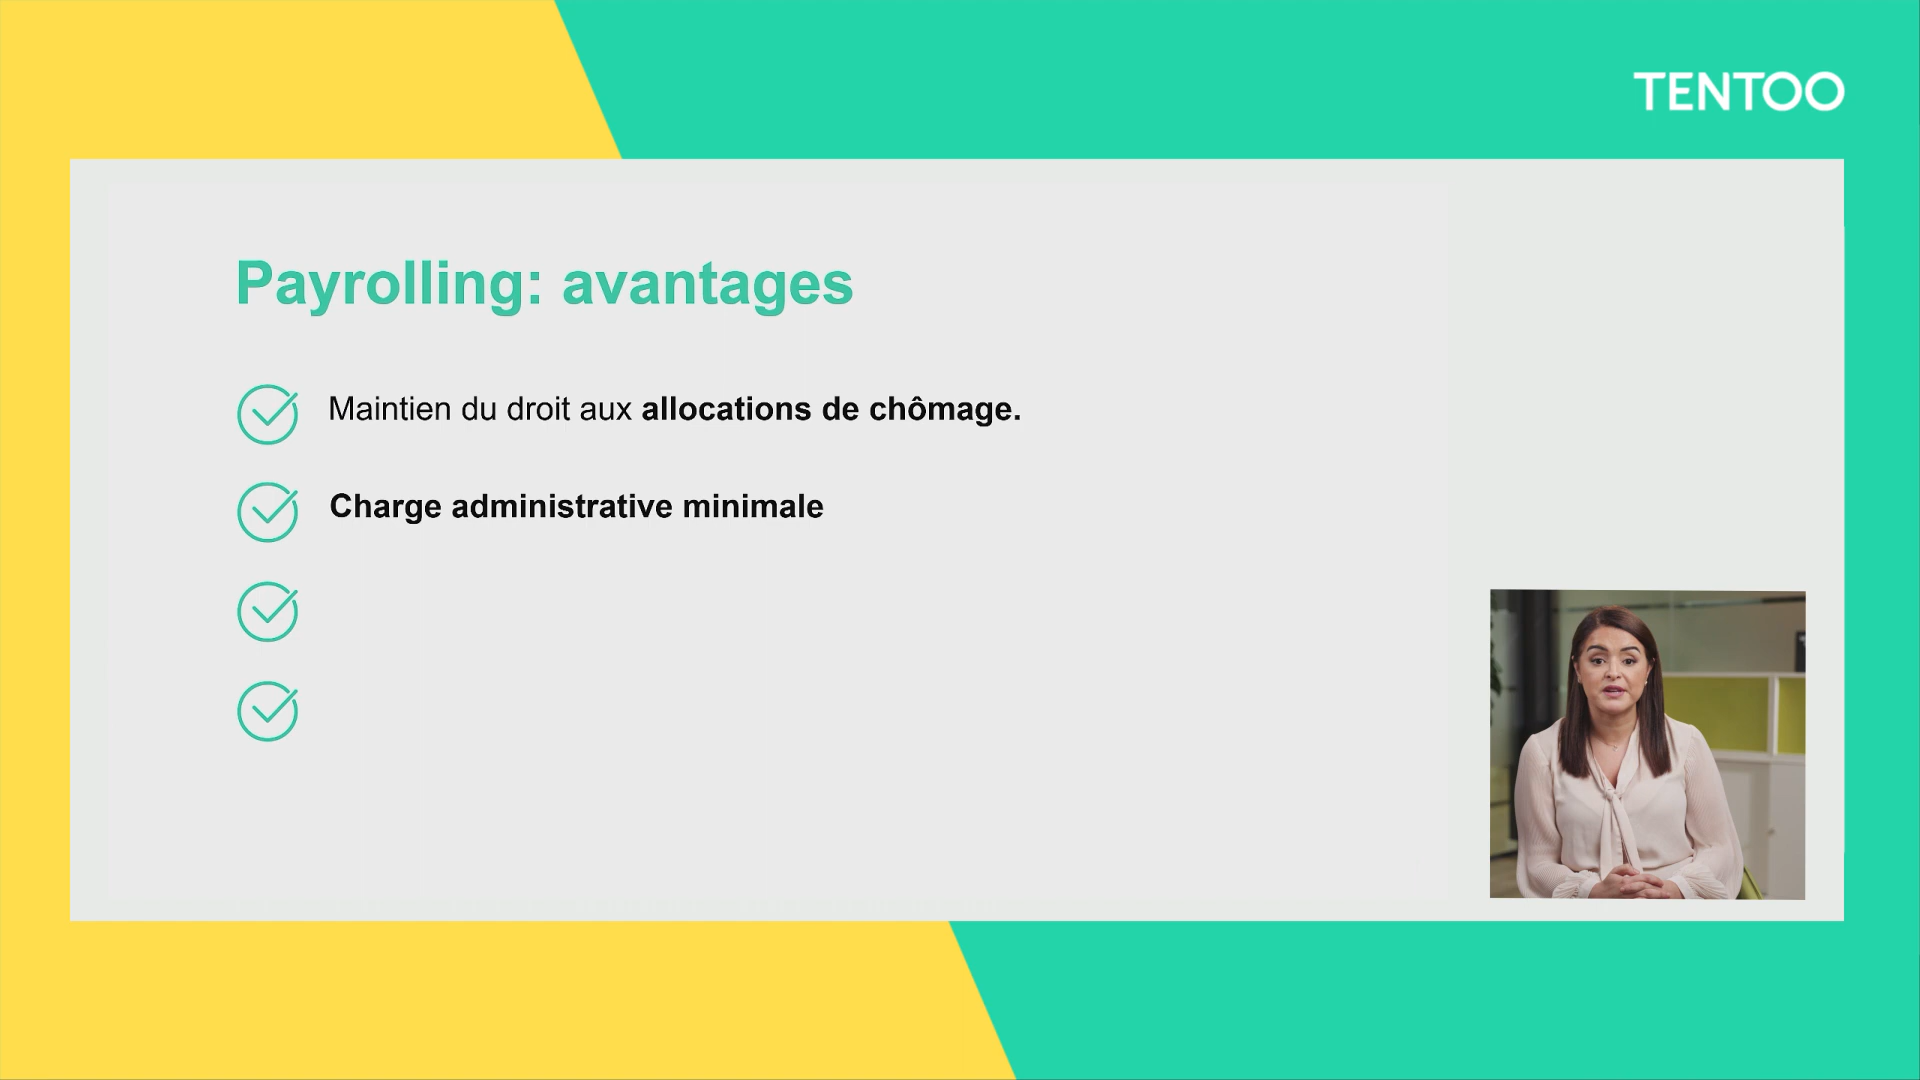 TENTOO
Payrolling: avantages
Maintien du droit aux allocations de chômage.
Charge administrative minimale